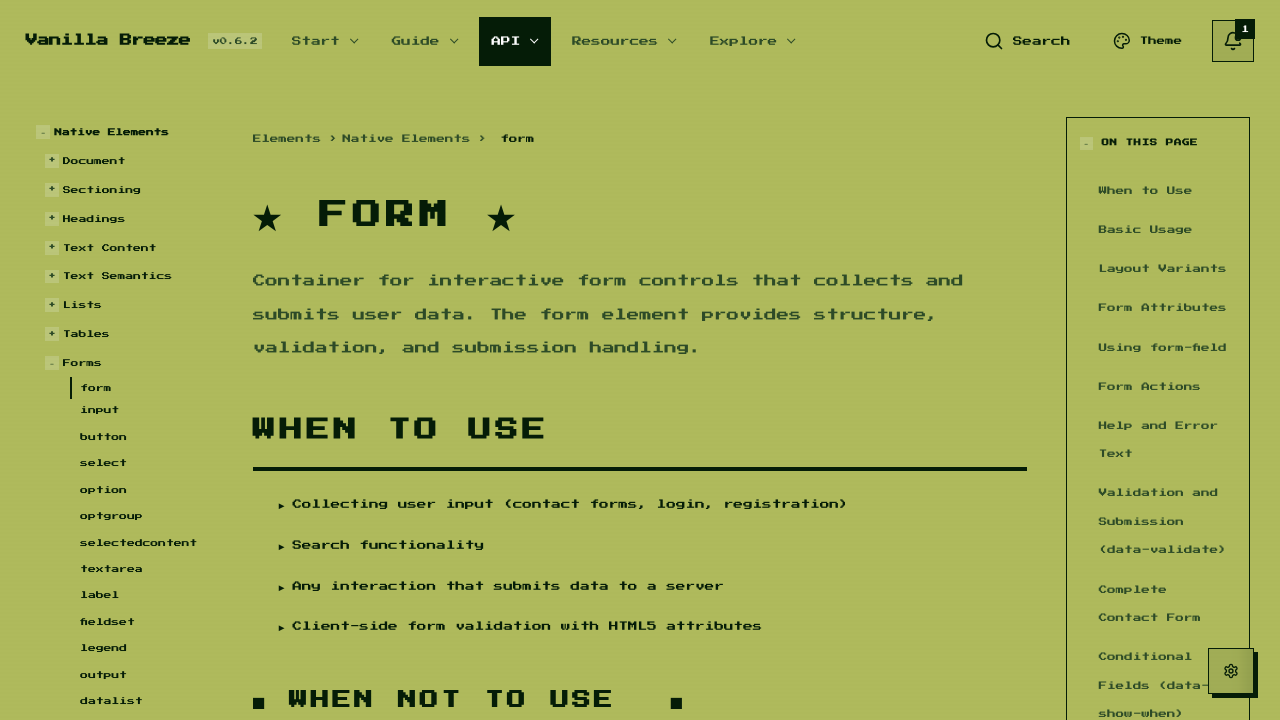 Vanilla Breeze v0.6.2 Start Guide API Resources Explore Search Theme 1
- Native Elements
+ Document
+ Sectioning
+ Headings
+ Text Content
+ Text Semantics
+ Lists
+ Tables
- Forms
form
input
button
select
option
optgroup
selectedcontent
textarea
label
fieldset
legend
output
datalist
Elements › Native Elements › form
★ FORM ★
Container for interactive form controls that collects and
submits user data. The form element provides structure,
validation, and submission handling.
WHEN TO USE
▸ Collecting user input (contact forms, login, registration)
▸ Search functionality
▸ Any interaction that submits data to a server
▸ Client-side form validation with HTML5 attributes
■ WHEN NOT TO USE ■
- ON THIS PAGE
When to Use
Basic Usage
Layout Variants
Form Attributes
Using form-field
Form Actions
Help and Error
Text
Validation and
Submission
(data-validate)
Complete
Contact Form
Conditional
Fields (data-
show-when)